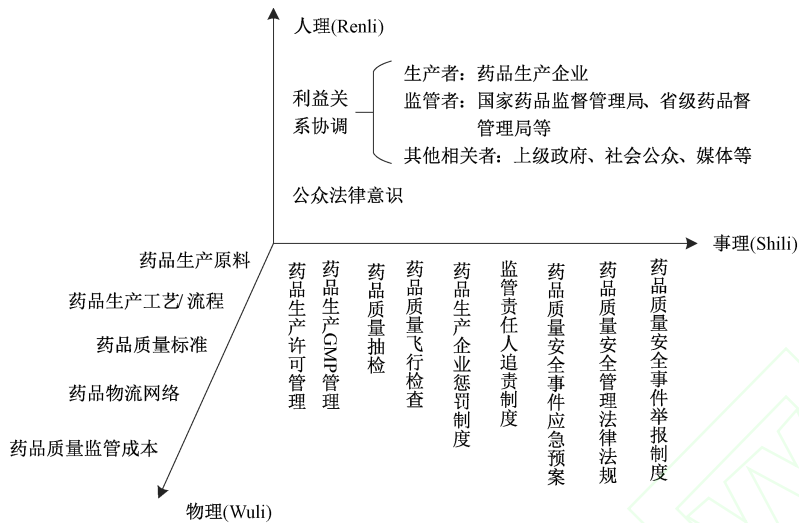 人理(Renli)
利益关
系协调
生产者：药品生产企业
监管者：国家药品监督管理局、省级药品督
管理局等
其他相关者：上级政府、社会公众、媒体等
公众法律意识
事理(Shili)
药品生产许可管理
药品生产GMP管理
药品质量抽检
药品质量飞行检查
药品生产企业惩罚制度
监管责任人追责制度
药品质量安全事件应急预案
药品质量安全管理法律法规
药品质量安全事件举报制度
药品生产原料
药品生产工艺/流程
药品质量标准
药品物流网络
药品质量监管成本
物理(Wuli)